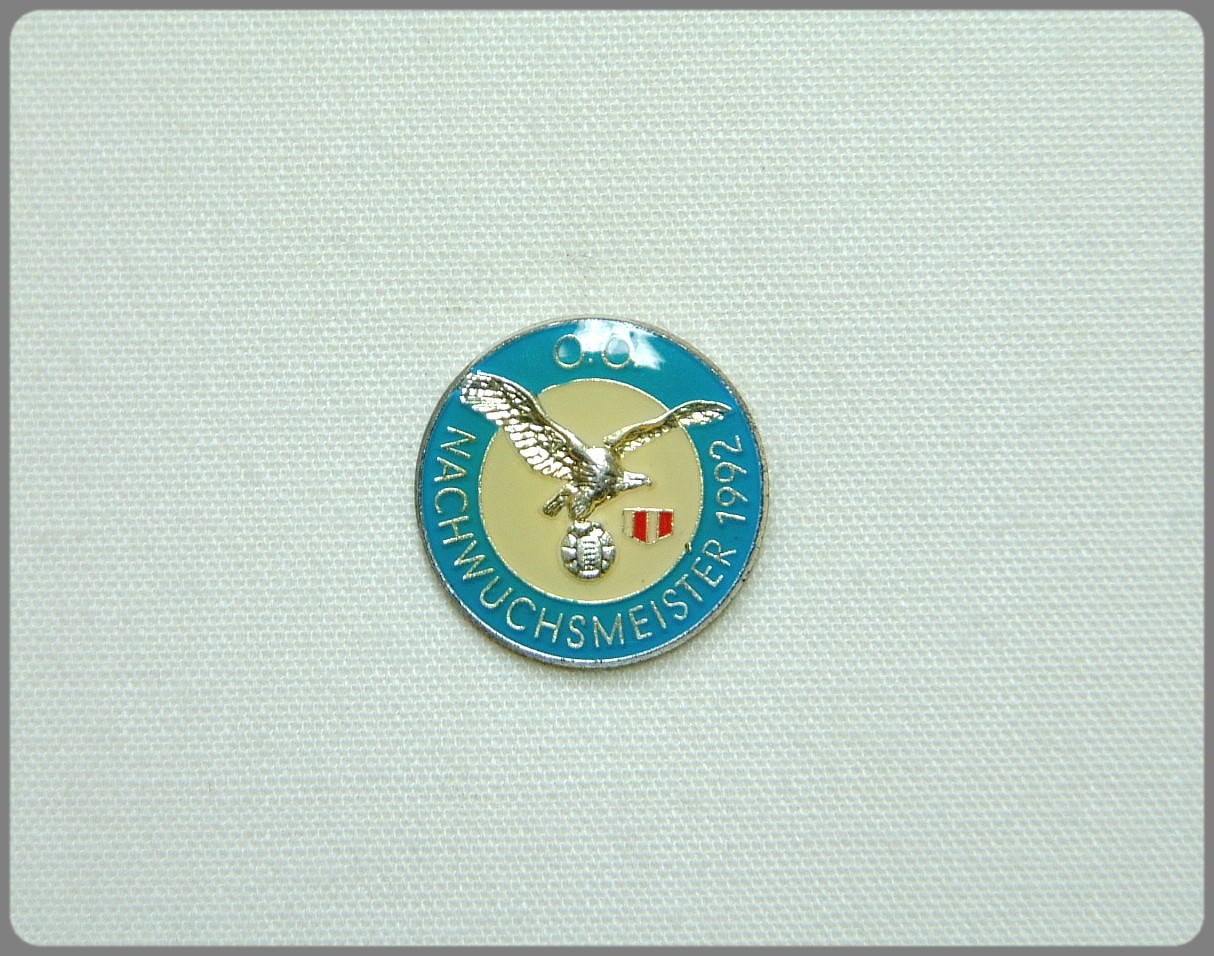 O.Ö.
NACHWUCHSMEISTER 1992